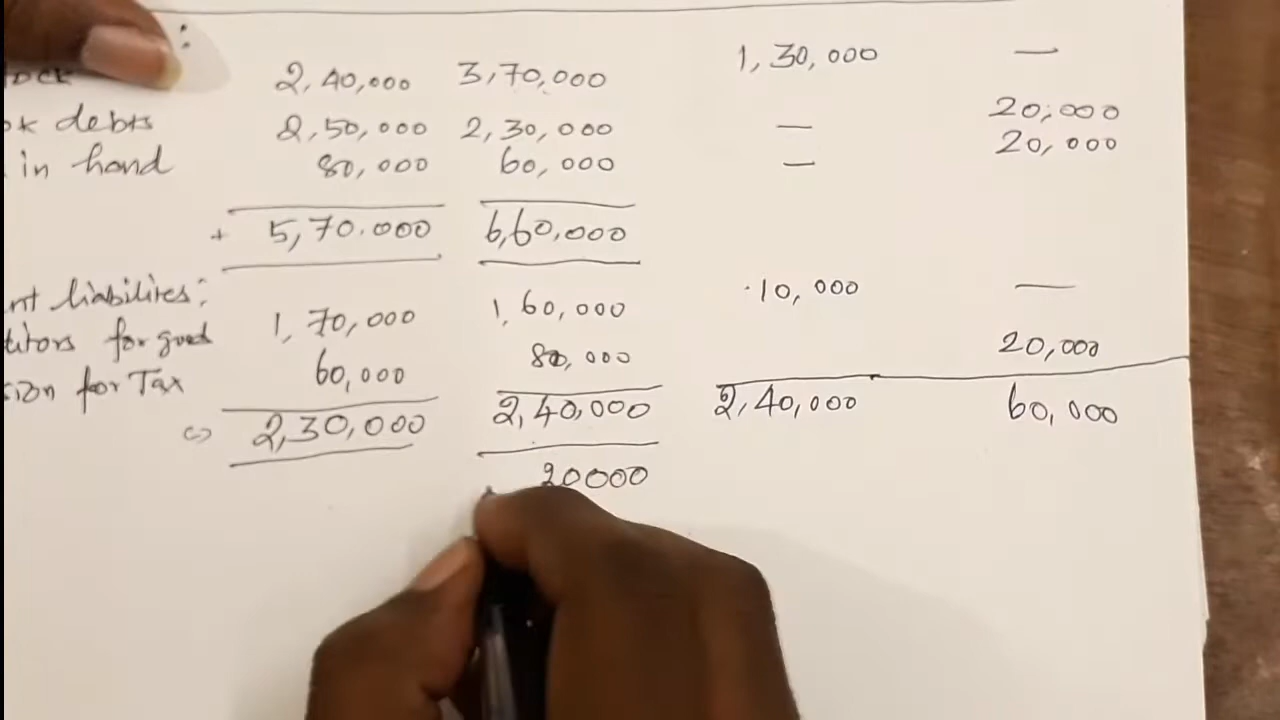 :
2,40,000 3,70,000 1,30,000 —
debts 2,50,000 2,30,000 — 20,000
in hand 80,000 60,000 — 20,000
+ 5,70,000 6,60,000
liabilites:
1,70,000 1,60,000 10,000 —
for good
for Tax 60,000 80,000 20,000
(-) 2,30,000 2,40,000 2,40,000 60,000
20000